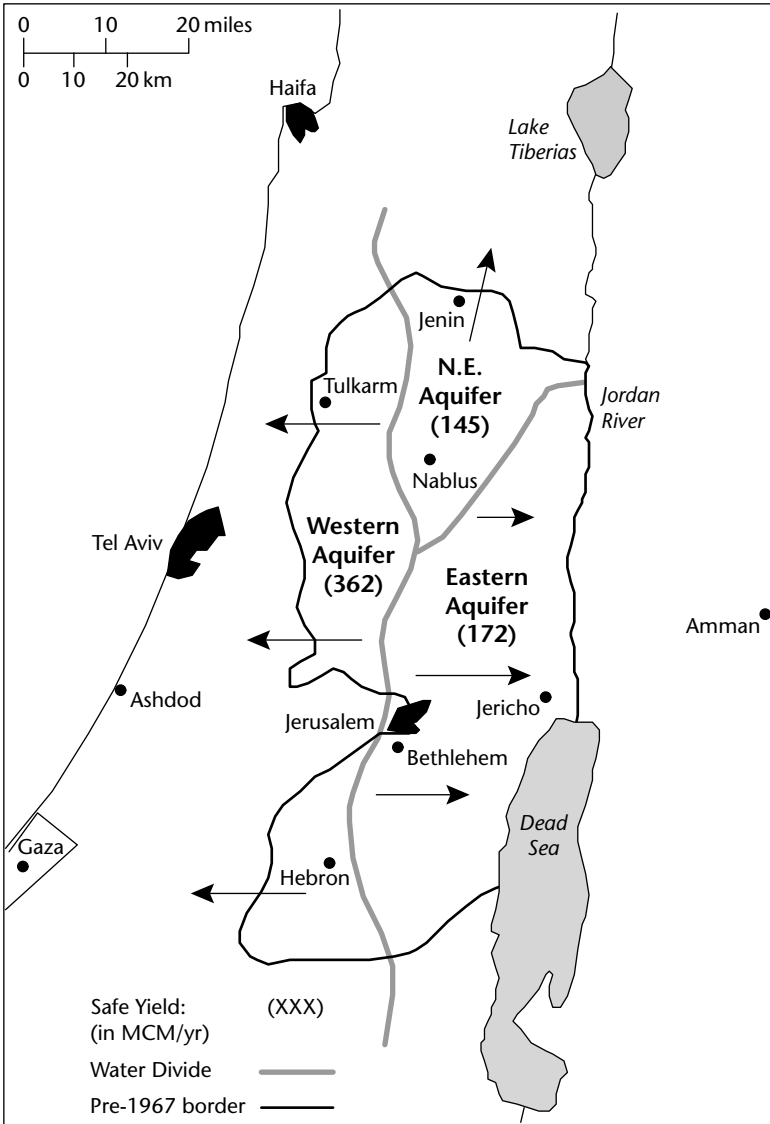 0 10 20 miles
0 10 20 km
Haifa
Lake
Tiberias
Jenin
N.E.
Aquifer
(145)
Tulkarm
Jordan
River
Nablus
Western
Aquifer
(362)
Tel Aviv
Eastern
Aquifer
(172)
Amman
Ashdod
Jericho
Jerusalem
Bethlehem
Dead
Sea
Gaza
Hebron
Safe Yield: (XXX)
(in MCM/yr)
Water Divide
Pre-1967 border